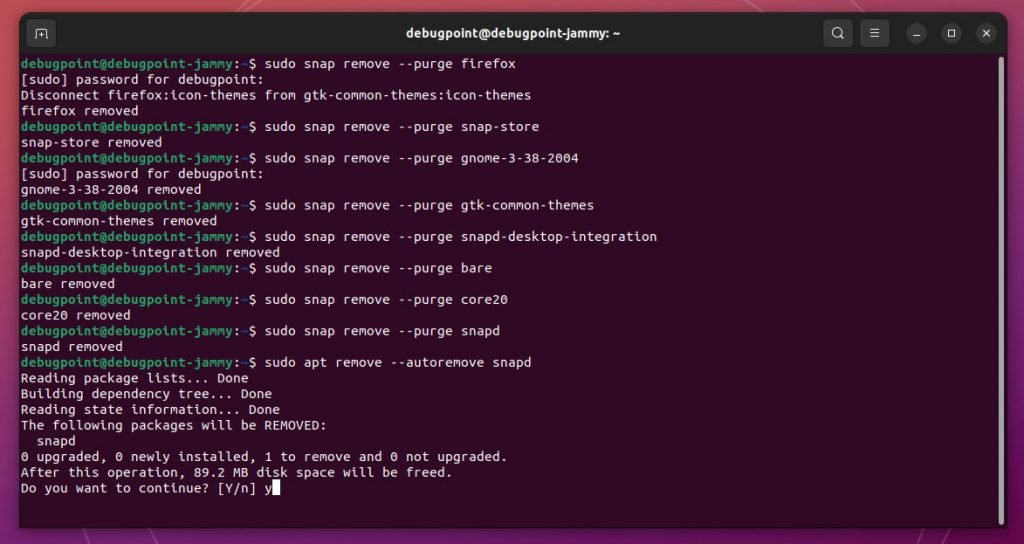 debugpoint@debugpoint-jammy: ~
debugpoint@debugpoint-jammy:~$ sudo snap remove --purge firefox
[sudo] password for debugpoint:
Disconnect firefox:icon-themes from gtk-common-themes:icon-themes
firefox removed
debugpoint@debugpoint-jammy:~$ sudo snap remove --purge snap-store
snap-store removed
debugpoint@debugpoint-jammy:~$ sudo snap remove --purge gnome-3-38-2004
[sudo] password for debugpoint:
gnome-3-38-2004 removed
debugpoint@debugpoint-jammy:~$ sudo snap remove --purge gtk-common-themes
gtk-common-themes removed
debugpoint@debugpoint-jammy:~$ sudo snap remove --purge snapd-desktop-integration
snapd-desktop-integration removed
debugpoint@debugpoint-jammy:~$ sudo snap remove --purge bare
bare removed
debugpoint@debugpoint-jammy:~$ sudo snap remove --purge core20
core20 removed
debugpoint@debugpoint-jammy:~$ sudo snap remove --purge snapd
snapd removed
debugpoint@debugpoint-jammy:~$ sudo apt remove --autoremove snapd
Reading package lists... Done
Building dependency tree... Done
Reading state information... Done
The following packages will be REMOVED:
  snapd
0 upgraded, 0 newly installed, 1 to remove and 0 not upgraded.
After this operation, 89.2 MB disk space will be freed.
Do you want to continue? [Y/n] y